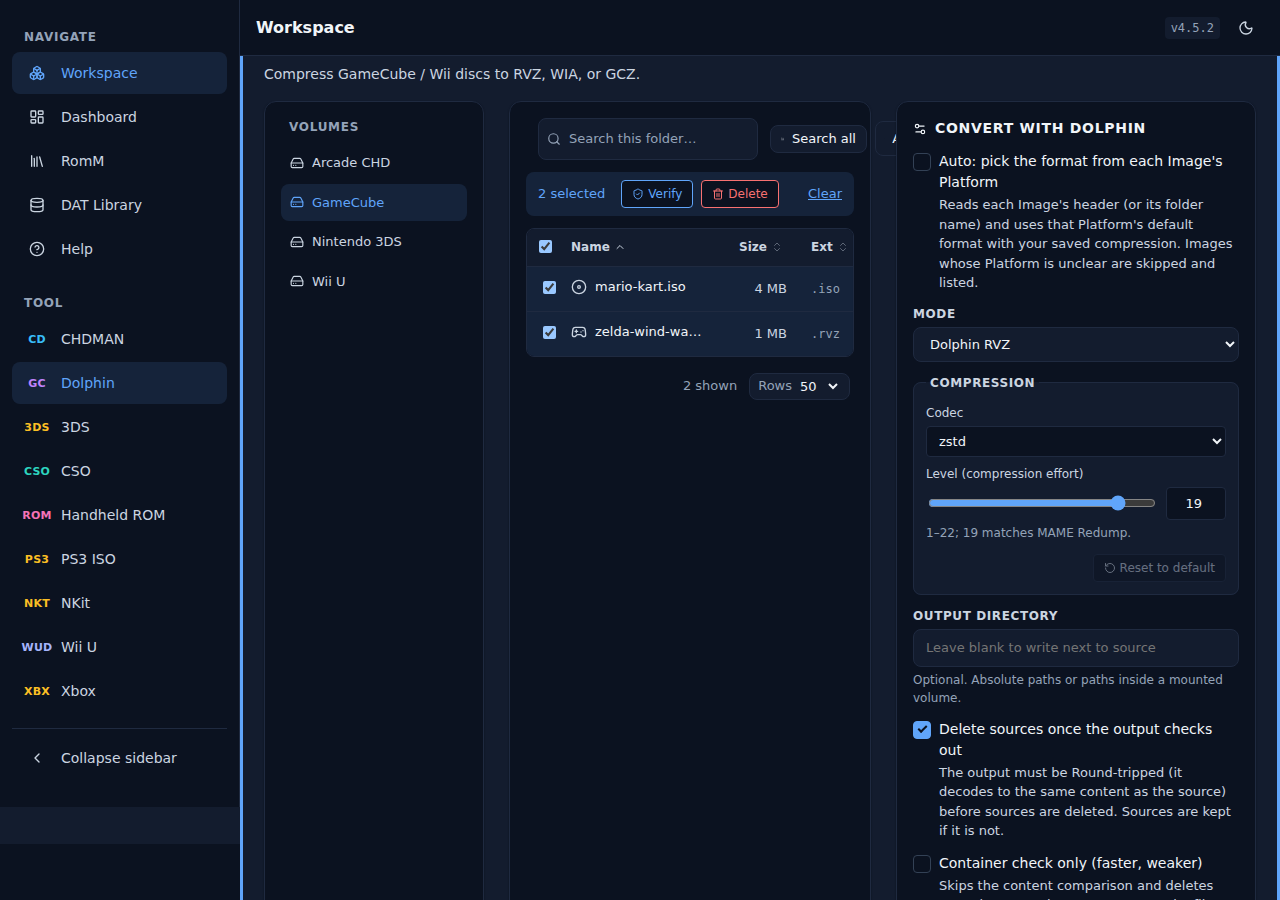 NAVIGATE
Workspace
Dashboard
RomM
DAT Library
Help
TOOL
CD CHDMAN
GC Dolphin
3DS 3DS
CSO CSO
ROM Handheld ROM
PS3 PS3 ISO
NKT NKit
WUD Wii U
XBX Xbox
Collapse sidebar
Workspace
v4.5.2
Compress GameCube / Wii discs to RVZ, WIA, or GCZ.
VOLUMES
Arcade CHD
GameCube
Nintendo 3DS
Wii U
Search this folder…
Search all
2 selected Verify Delete Clear
Name Size Ext
mario-kart.iso 4 MB .iso
zelda-wind-wa… 1 MB .rvz
2 shown Rows 50
CONVERT WITH DOLPHIN
Auto: pick the format from each Image's
Platform
Reads each Image's header (or its folder
name) and uses that Platform's default
format with your saved compression. Images
whose Platform is unclear are skipped and
listed.
MODE
Dolphin RVZ
COMPRESSION
Codec
zstd
Level (compression effort)
19
1–22; 19 matches MAME Redump.
Reset to default
OUTPUT DIRECTORY
Leave blank to write next to source
Optional. Absolute paths or paths inside a mounted
volume.
Delete sources once the output checks
out
The output must be Round-tripped (it
decodes to the same content as the source)
before sources are deleted. Sources are kept
if it is not.
Container check only (faster, weaker)
Skips the content comparison and deletes